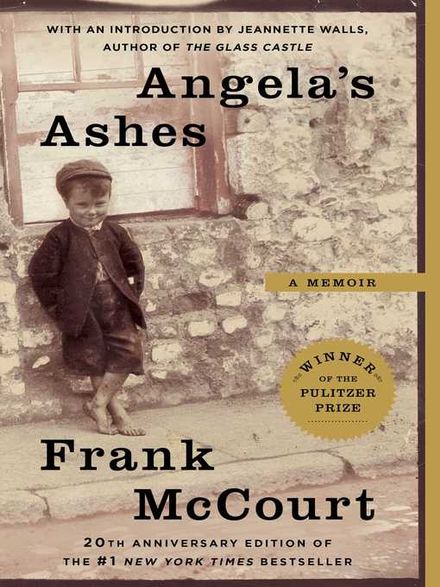 WITH AN INTRODUCTION BY JEANNETTE WALLS,
AUTHOR OF THE GLASS CASTLE
Angela's
Ashes
A MEMOIR
WINNER
OF THE
PULITZER
PRIZE
Frank
McCourt
20TH ANNIVERSARY EDITION OF
THE #1 NEW YORK TIMES BESTSELLER